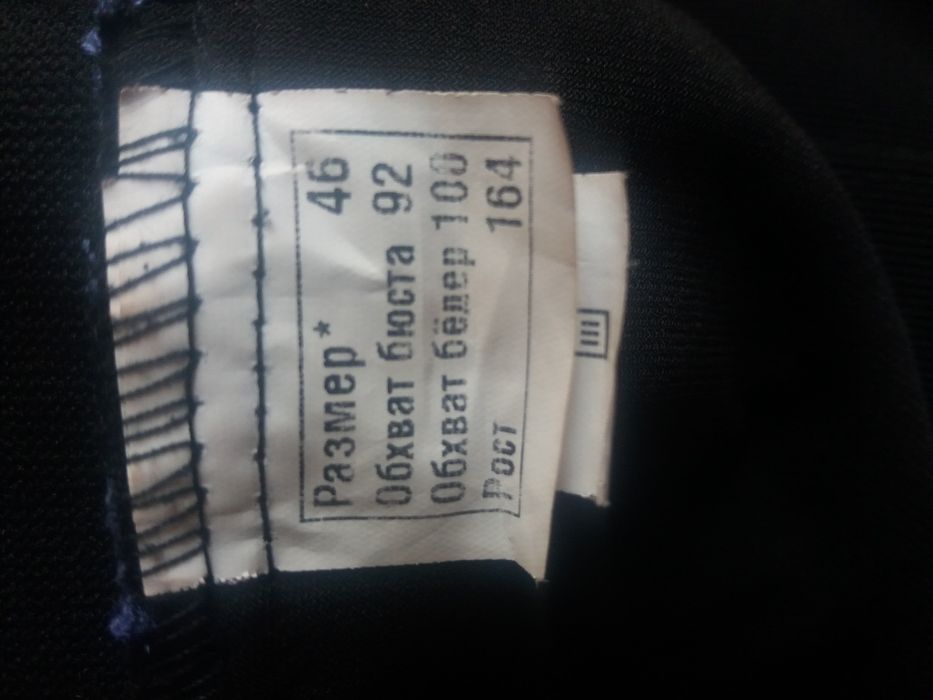 Размер* 46
Обхват бюста 92
Обхват бёдер 100
Рост 164